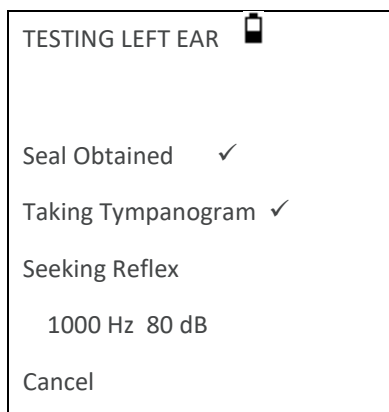 TESTING LEFT EAR
Seal Obtained ✓
Taking Tympanogram ✓
Seeking Reflex
1000 Hz 80 dB
Cancel